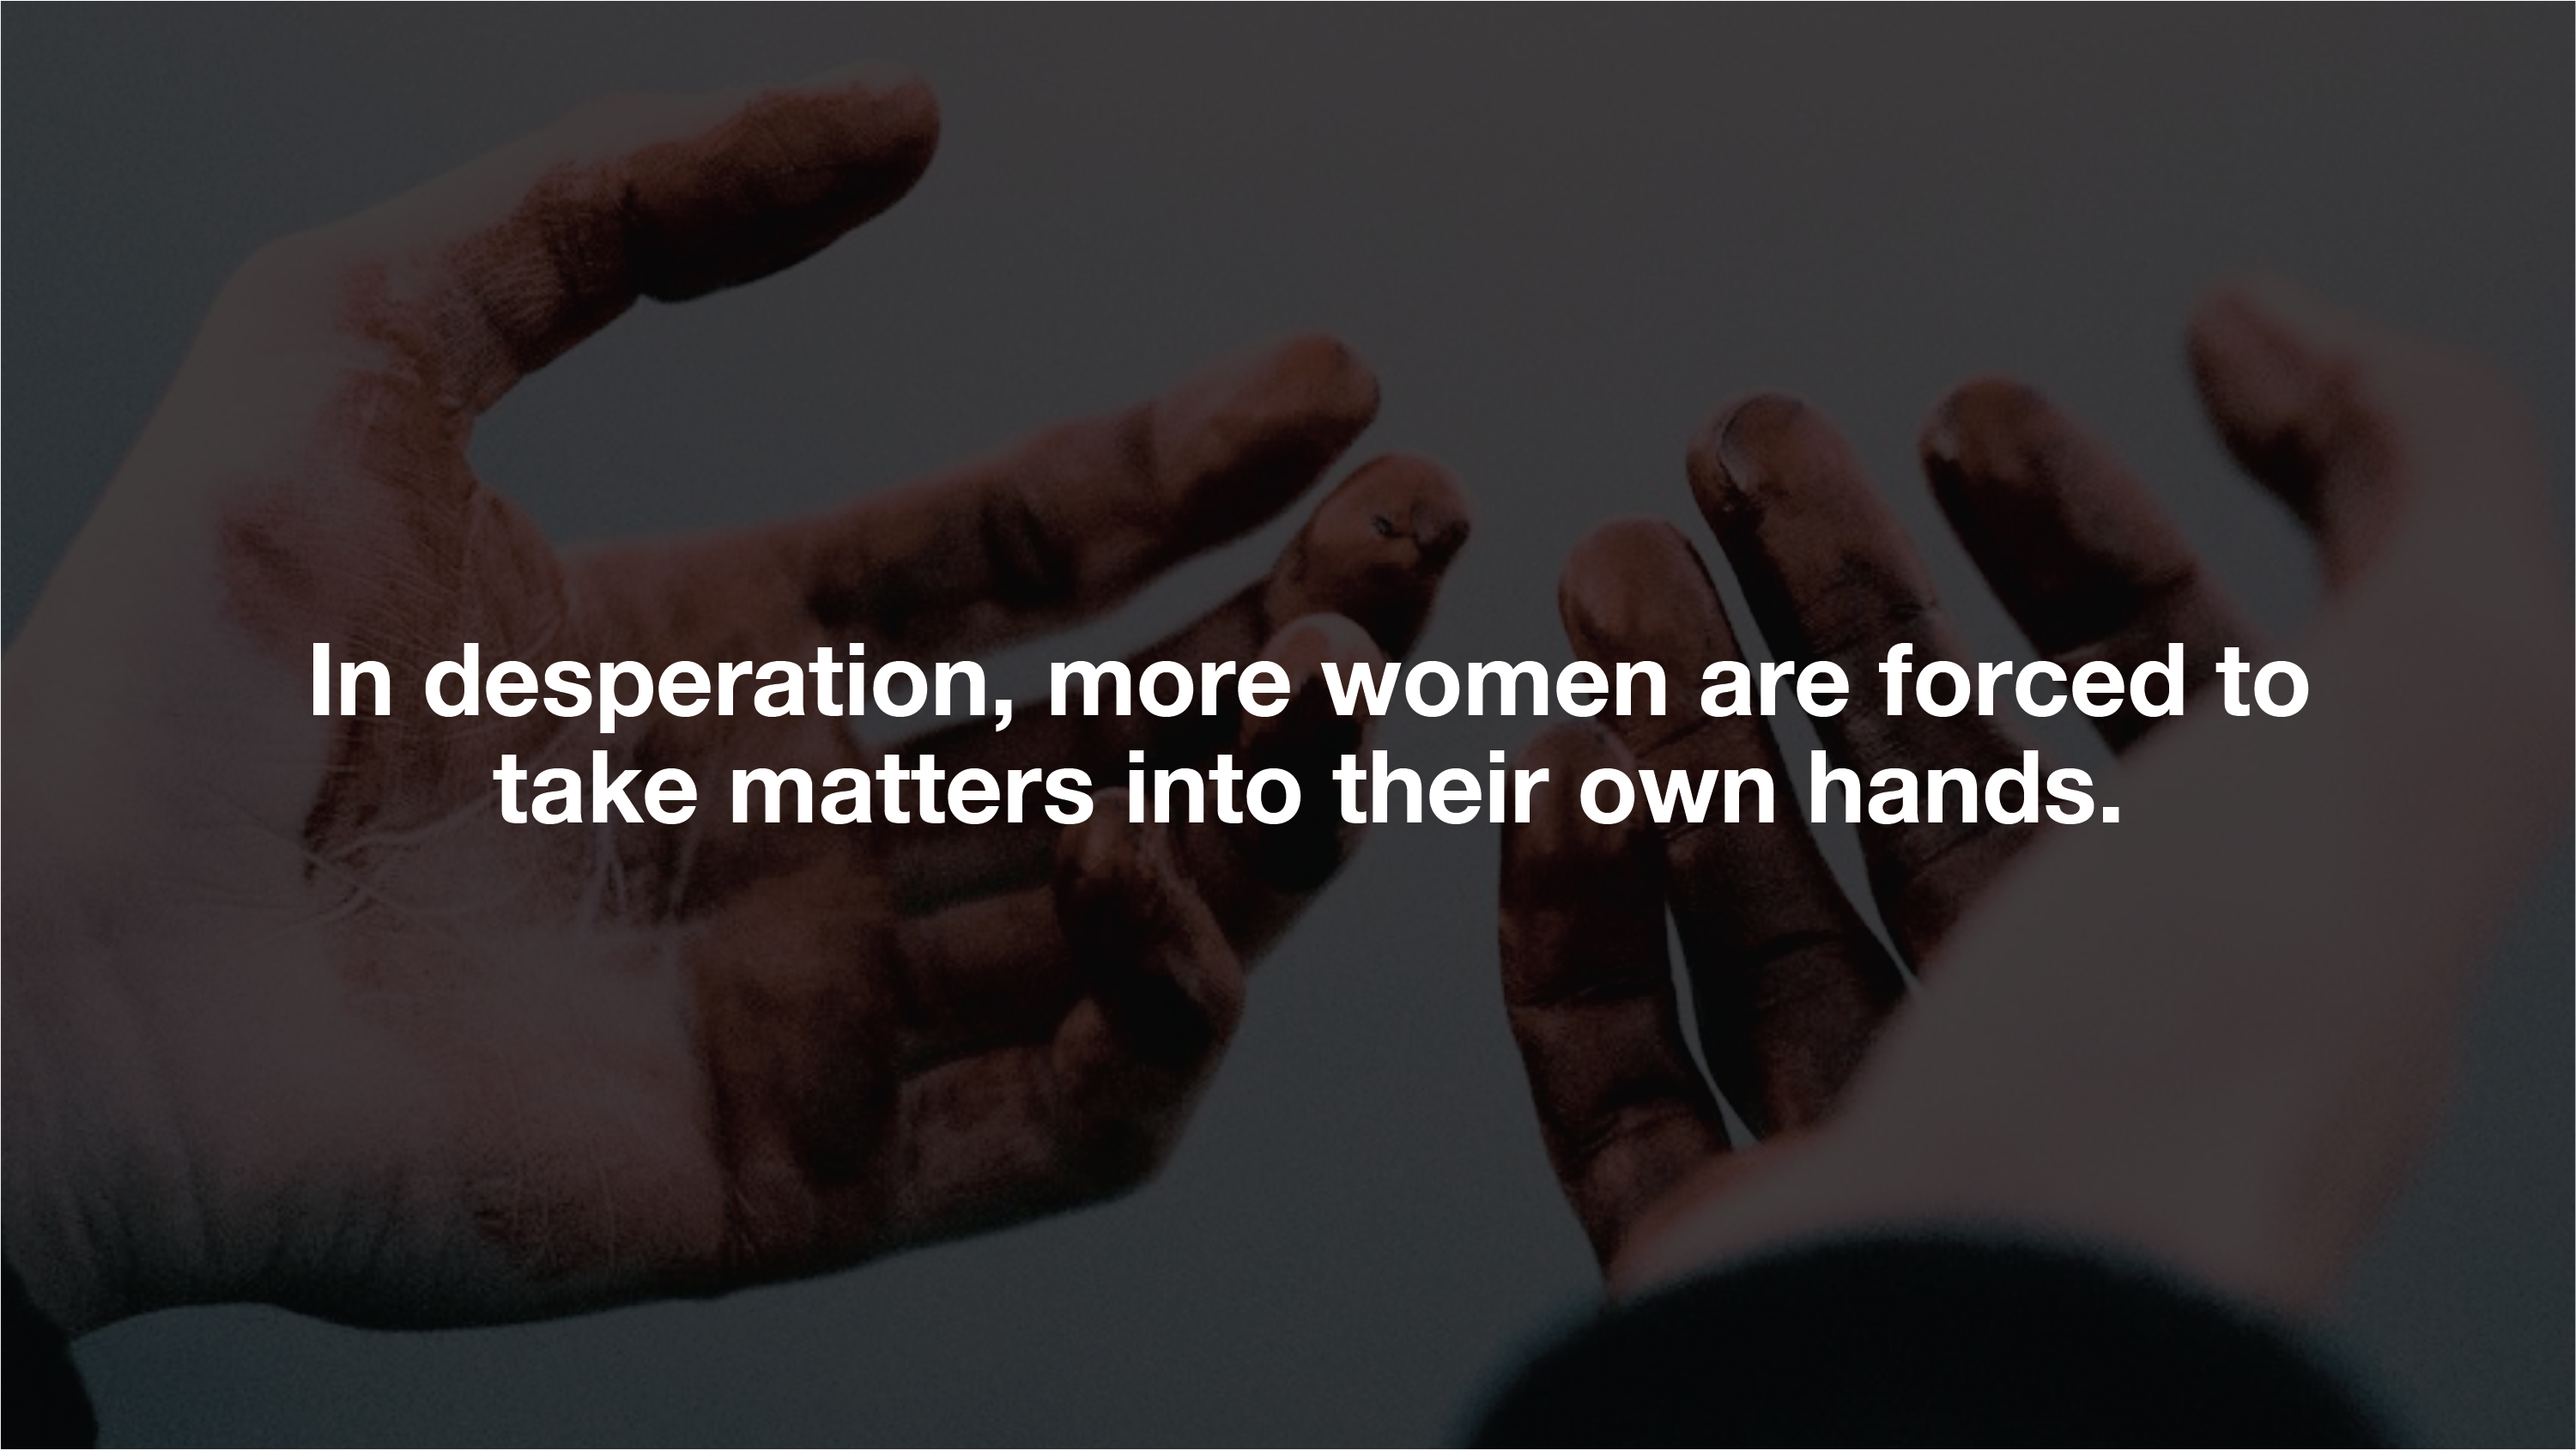 In desperation, more women are forced to
take matters into their own hands.